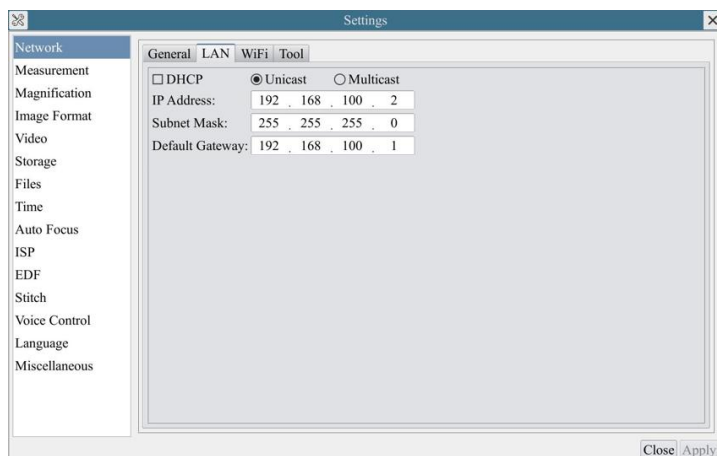 Settings
Network
Measurement
Magnification
Image Format
Video
Storage
Files
Time
Auto Focus
ISP
EDF
Stitch
Voice Control
Language
Miscellaneous
General LAN WiFi Tool
DHCP Unicast Multicast
IP Address: 192 . 168 . 100 . 2
Subnet Mask: 255 . 255 . 255 . 0
Default Gateway: 192 . 168 . 100 . 1
Close Apply